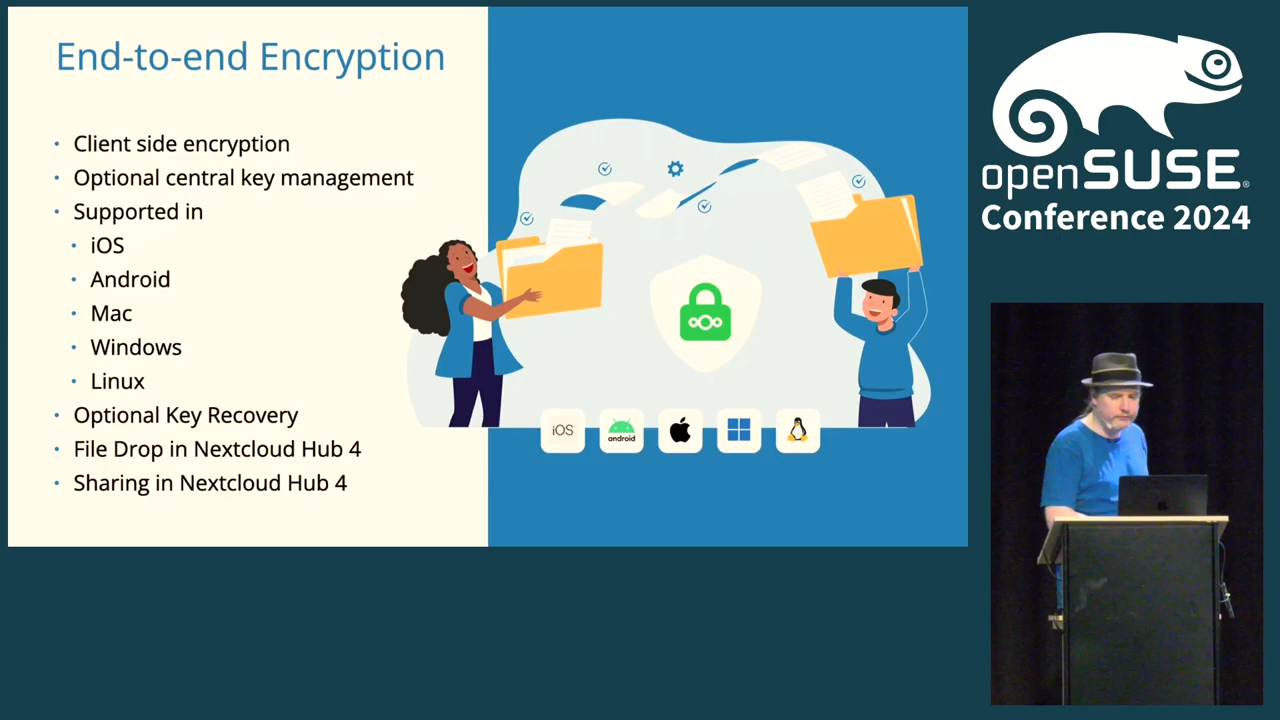 End-to-end Encryption
• Client side encryption
• Optional central key management
• Supported in
• iOS
• Android
• Mac
• Windows
• Linux
• Optional Key Recovery
• File Drop in Nextcloud Hub 4
• Sharing in Nextcloud Hub 4
iOS
android
openSUSE®
Conference 2024